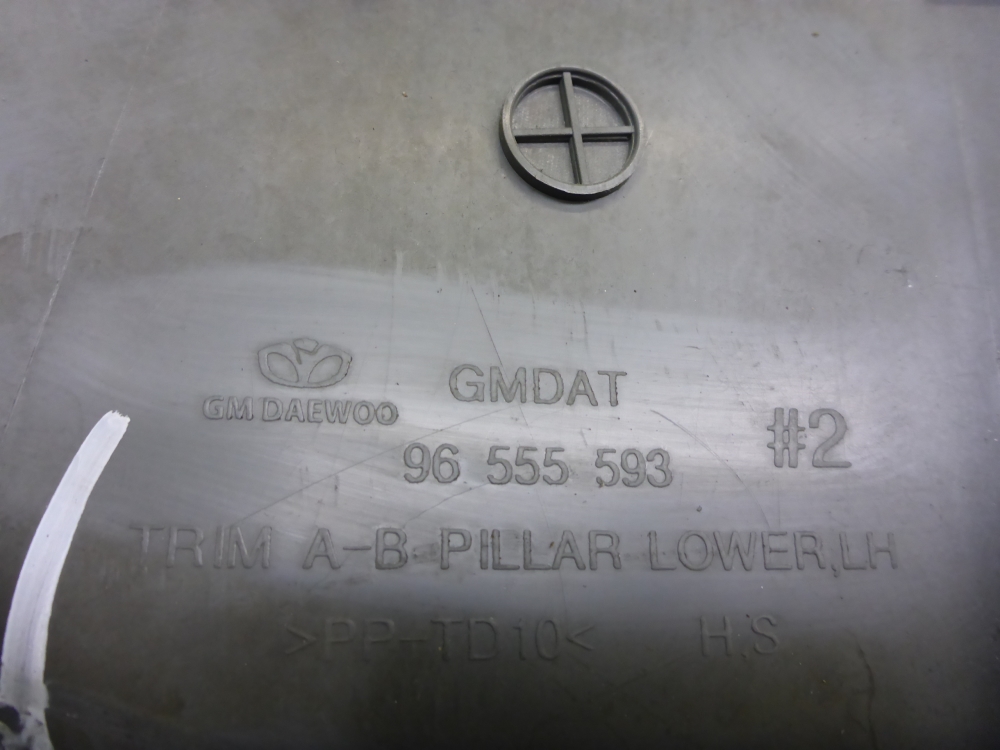 GM DAEWOO
GMDAT
96 555 593
#2
TRIM A-B PILLAR LOWER,LH
>PP-TD10< H.S